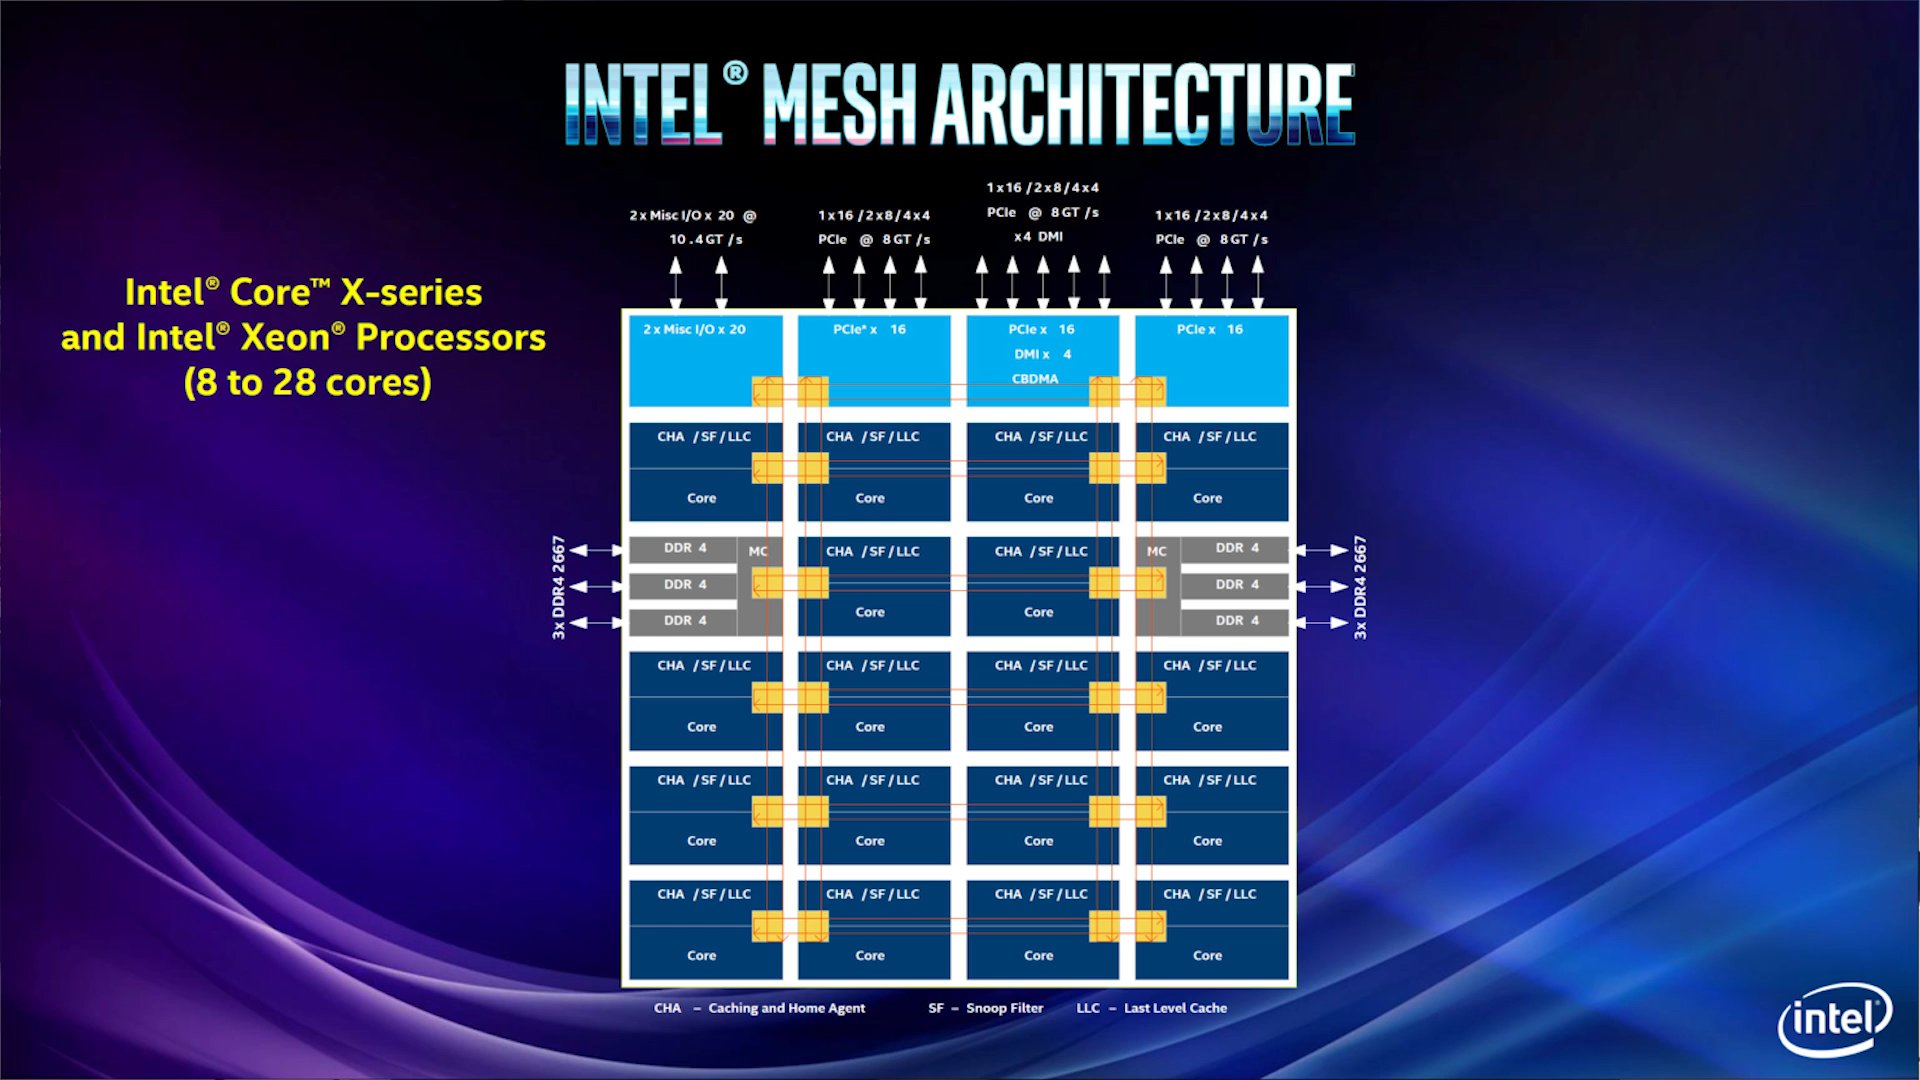 INTEL® MESH ARCHITECTURE
Intel® Core™ X-series
and Intel® Xeon® Processors
(8 to 28 cores)
2x Misc I/O x 20 @
10.4GT/s
1x16/2x8/4x4
PCIe @ 8GT/s
1x16/2x8/4x4
PCIe @ 8GT/s
x4 DMI
1x16/2x8/4x4
PCIe @ 8GT/s
2x Misc I/O x 20
PCIe* x 16
PCIe x 16
DMI x 4
CBDMA
PCIe x 16
CHA /SF/LLC
Core
CHA /SF/LLC
Core
CHA /SF/LLC
Core
CHA /SF/LLC
Core
3x DDR4 2667
DDR 4
DDR 4
DDR 4
MC
CHA /SF/LLC
Core
CHA /SF/LLC
Core
MC
DDR 4
DDR 4
DDR 4
3x DDR4 2667
CHA /SF/LLC
Core
CHA /SF/LLC
Core
CHA /SF/LLC
Core
CHA /SF/LLC
Core
CHA /SF/LLC
Core
CHA /SF/LLC
Core
CHA /SF/LLC
Core
CHA /SF/LLC
Core
CHA /SF/LLC
Core
CHA /SF/LLC
Core
CHA /SF/LLC
Core
CHA /SF/LLC
Core
CHA – Caching and Home Agent
SF – Snoop Filter
LLC – Last Level Cache
intel®